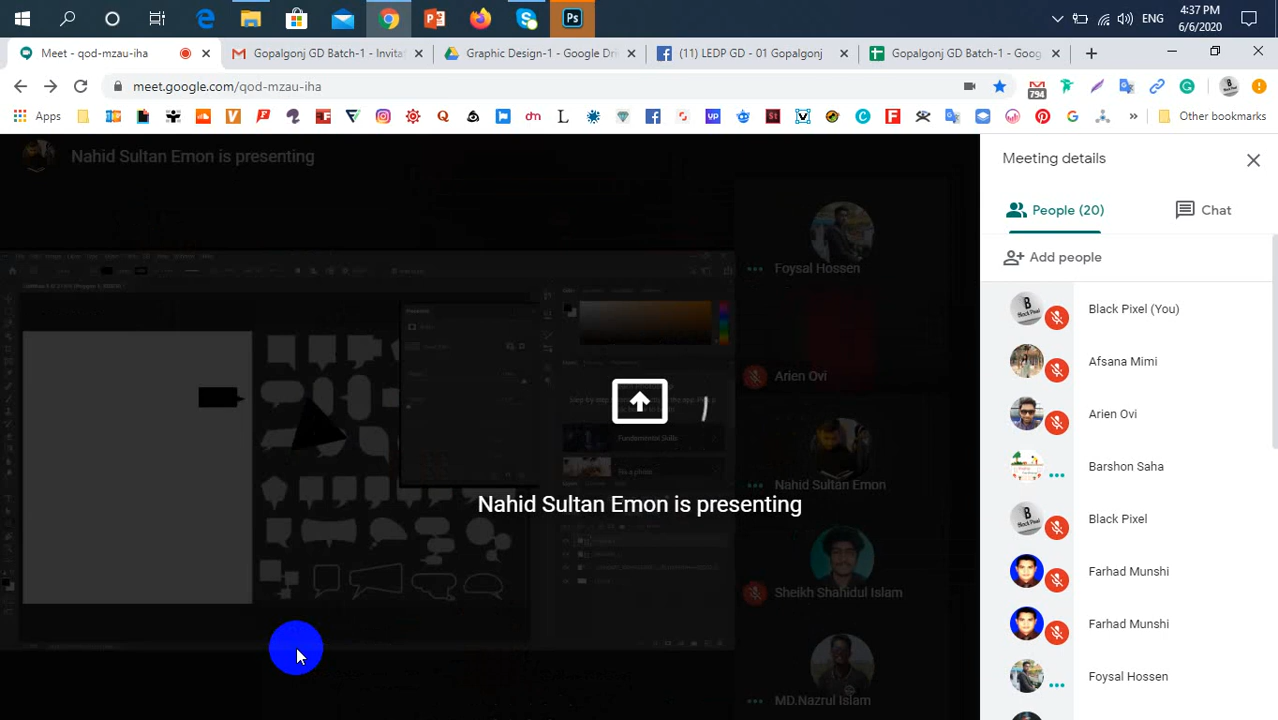 4:37 PM
ENG
6/6/2020
Meet - qod-mzau-iha
Gopalgonj GD Batch-1 - Invitat
Graphic Design-1 - Google Dri
(11) LEDP GD - 01 Gopalgonj
Gopalgonj GD Batch-1 - Goog
meet.google.com/qod-mzau-iha
794
Apps
Other bookmarks
Nahid Sultan Emon is presenting
Foysal Hossen
Arien Ovi
Nahid Sultan Emon
Nahid Sultan Emon is presenting
Sheikh Shahidul Islam
MD.Nazrul Islam
Meeting details
People (20)
Chat
Add people
Black Pixel (You)
Afsana Mimi
Arien Ovi
Barshon Saha
Black Pixel
Farhad Munshi
Farhad Munshi
Foysal Hossen